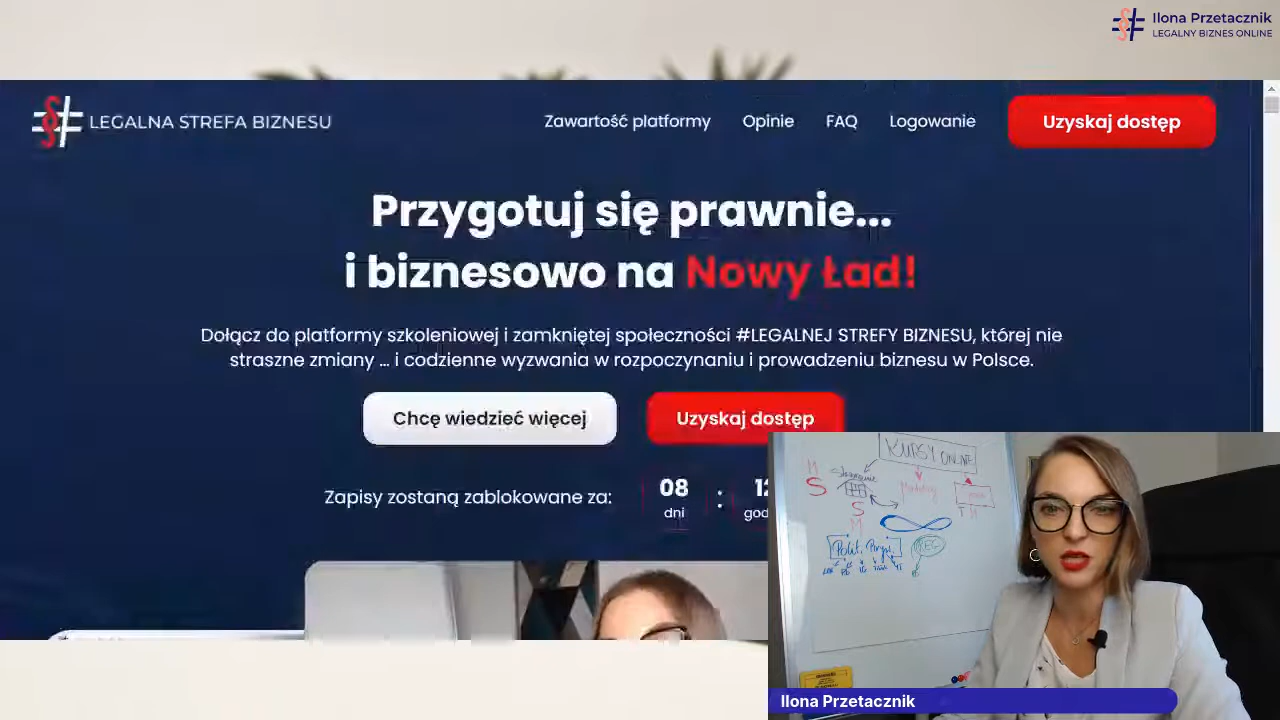 Ilona Przetacznik
LEGALNY BIZNES ONLINE
LEGALNA STREFA BIZNESU
Zawartość platformy
Opinie
FAQ
Logowanie
Uzyskaj dostęp
Przygotuj się prawnie...
i biznesowo na Nowy Ład!
Dołącz do platformy szkoleniowej i zamkniętej społeczności #LEGALNEJ STREFY BIZNESU, której nie
straszne zmiany ... i codzienne wyzwania w rozpoczynaniu i prowadzeniu biznesu w Polsce.
Chcę wiedzieć więcej
Uzyskaj dostęp
Zapisy zostaną zablokowane za:
08
:
dni
KURSY ONLINE
M
S
S
M
T M
Ilona Przetacznik